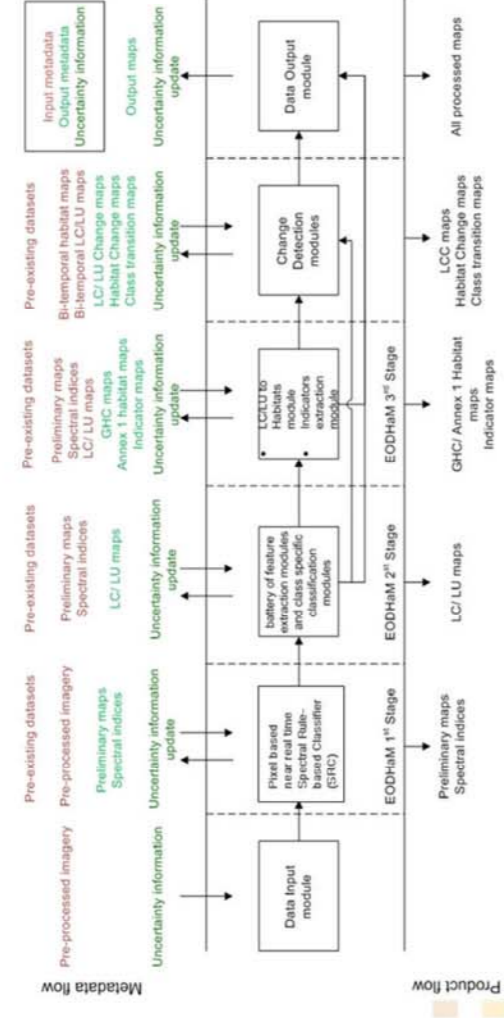 Metadata flow
Pre-processed imagery
Uncertainty information
Pre-existing datasets
Pre-processed imagery
Preliminary maps
Spectral indices
Uncertainty information
update
Pre-existing datasets
Preliminary maps
Spectral indices
LC/ LU maps
Uncertainty information
update
Pre-existing datasets
Preliminary maps
Spectral indices
LC/ LU maps
GHC maps
Annex 1 habitat maps
Indicator maps
Uncertainty information
update
Pre-existing datasets
Bi-temporal habitat maps
Bi-temporal LC/LU maps
LC/ LU Change maps
Habitat Change maps
Class transition maps
Uncertainty information
update
Input metadata
Output metadata
Uncertainty information
Output maps
Uncertainty information
update
Data Input
module
Pixel based
near real time
Spectral Rule-
based Classifier
(SRC)
battery of feature
extraction modules
and class specific
classification
modules
• LC/LU to
Habitats
module
• Indicators
extraction
module
Change
Detection
modules
Data Output
module
EODHaM 1st Stage
EODHaM 2st Stage
EODHaM 3rd Stage
Product flow
Preliminary maps
Spectral indices
LC/ LU maps
GHC/ Annex 1 Habitat
maps
Indicator maps
LCC maps
Habitat Change maps
Class transition maps
All processed maps